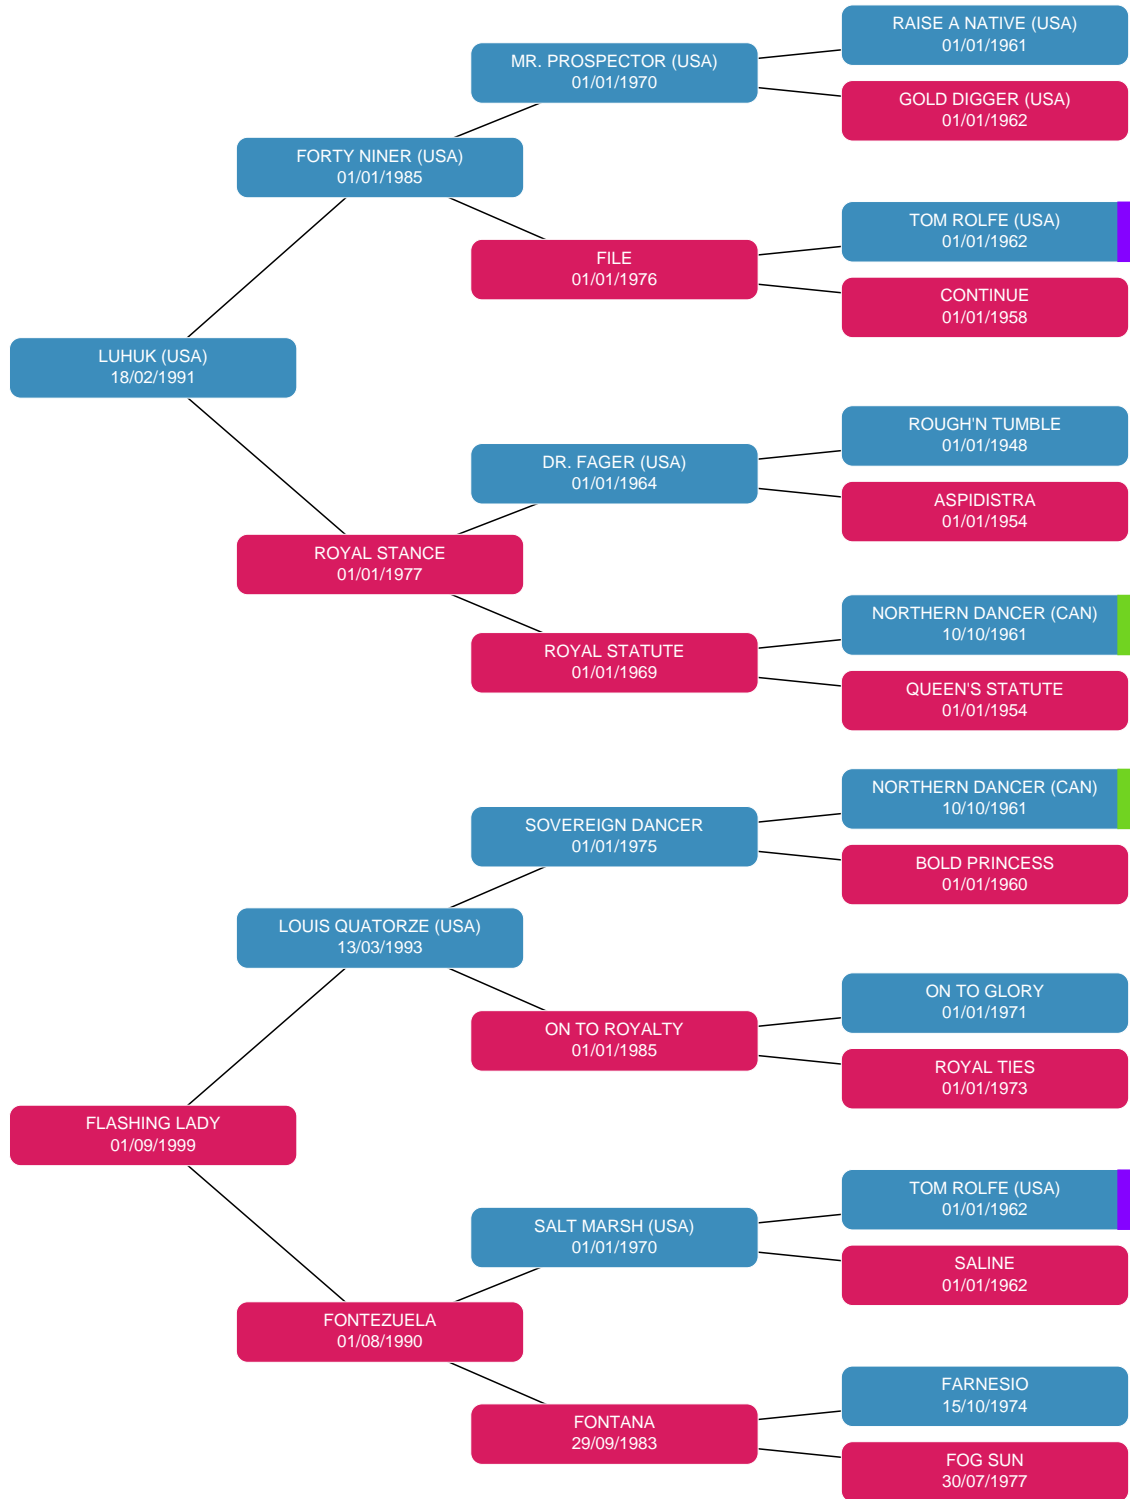 RAISE A NATIVE (USA)
01/01/1961
MR. PROSPECTOR (USA)
01/01/1970
GOLD DIGGER (USA)
01/01/1962
FORTY NINER (USA)
01/01/1985
TOM ROLFE (USA)
01/01/1962
FILE
01/01/1976
CONTINUE
01/01/1958
LUHUK (USA)
18/02/1991
ROUGH'N TUMBLE
01/01/1948
DR. FAGER (USA)
01/01/1964
ASPIDISTRA
01/01/1954
ROYAL STANCE
01/01/1977
NORTHERN DANCER (CAN)
10/10/1961
ROYAL STATUTE
01/01/1969
QUEEN'S STATUTE
01/01/1954
NORTHERN DANCER (CAN)
10/10/1961
SOVEREIGN DANCER
01/01/1975
BOLD PRINCESS
01/01/1960
LOUIS QUATORZE (USA)
13/03/1993
ON TO GLORY
01/01/1971
ON TO ROYALTY
01/01/1985
ROYAL TIES
01/01/1973
FLASHING LADY
01/09/1999
TOM ROLFE (USA)
01/01/1962
SALT MARSH (USA)
01/01/1970
SALINE
01/01/1962
FONTEZUELA
01/08/1990
FARNESIO
15/10/1974
FONTANA
29/09/1983
FOG SUN
30/07/1977